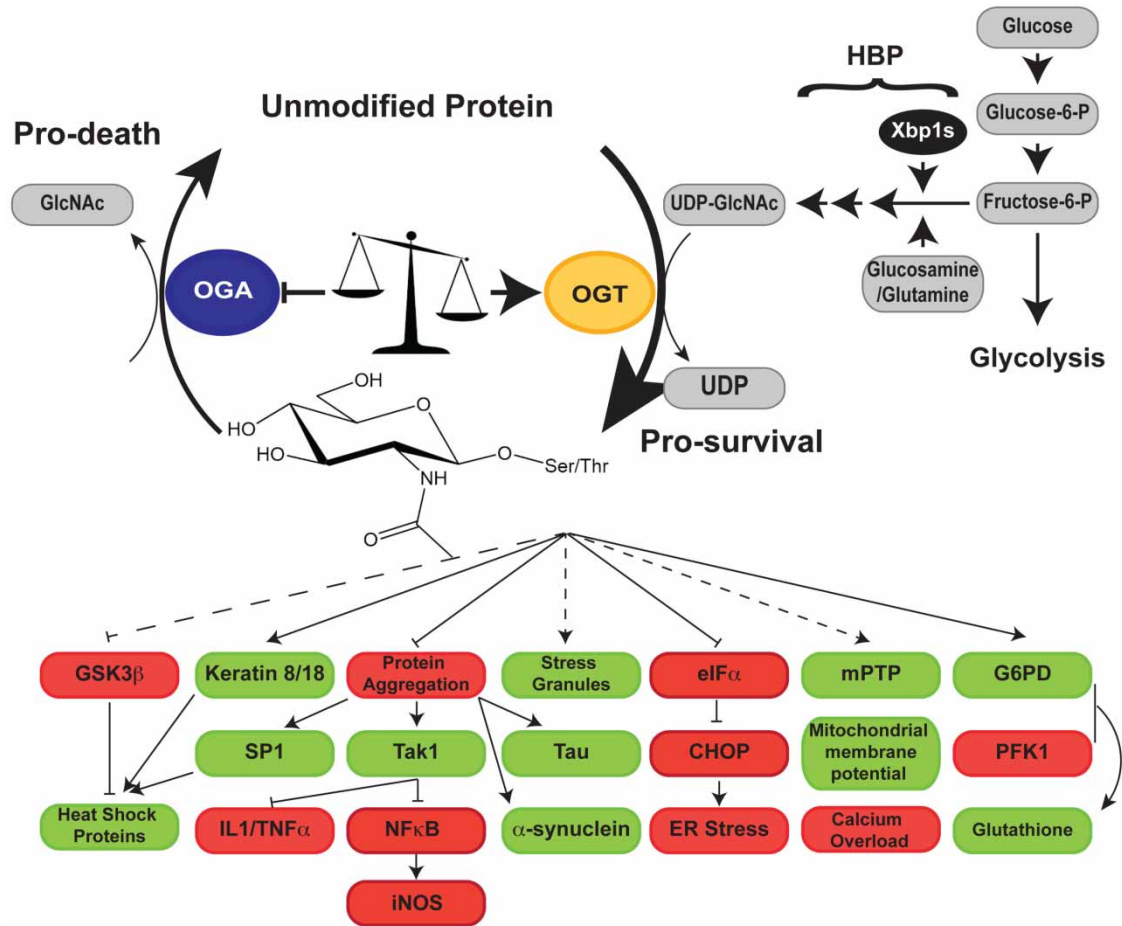 Glucose
HBP
Unmodified Protein
Glucose-6-P
Xbp1s
Pro-death
GlcNAc
UDP-GlcNAc
Fructose-6-P
OGA
OGT
Glucosamine
/Glutamine
Glycolysis
UDP
OH
O
HO
HO
O
Ser/Thr
NH
O
Pro-survival
GSK3β
Keratin 8/18
Protein
Aggregation
Stress
Granules
eIFα
mPTP
G6PD
SP1
Tak1
Tau
CHOP
Mitochondrial
membrane
potential
PFK1
Heat Shock
Proteins
IL1/TNFα
NFκB
α-synuclein
ER Stress
Calcium
Overload
Glutathione
iNOS